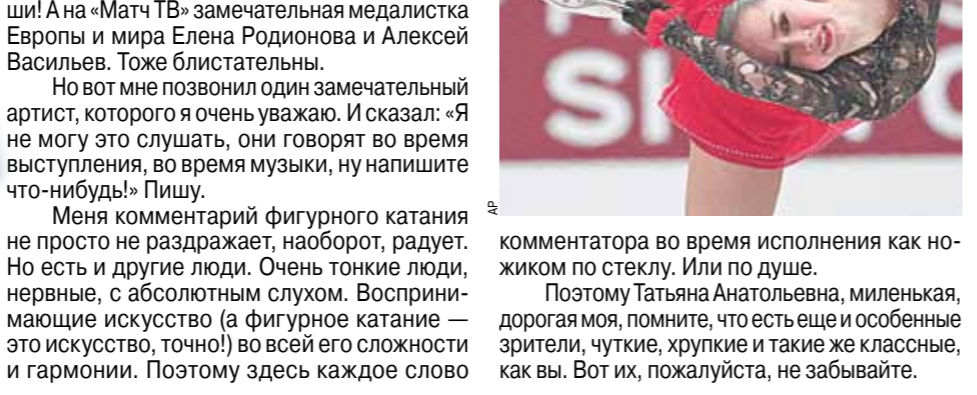 ши! А на «Матч ТВ» замечательная медалистка
Европы и мира Елена Родионова и Алексей
Васильев. Тоже блистательны.
Но вот мне позвонил один замечательный
артист, которого я очень уважаю. И сказал: «Я
не могу это слушать, они говорят во время
выступления, во время музыки, ну напишите
что-нибудь!» Пишу.
Меня комментарий фигурного катания
не просто не раздражает, наоборот, радует.
Но есть и другие люди. Очень тонкие люди,
нервные, с абсолютным слухом. Восприни-
мающие искусство (а фигурное катание —
это искусство, точно!) во всей его сложности
и гармонии. Поэтому здесь каждое слово
AP
комментатора во время исполнения как но-
жиком по стеклу. Или по душе.
Поэтому Татьяна Анатольевна, миленькая,
дорогая моя, помните, что есть еще и особенные
зрители, чуткие, хрупкие и такие же классные,
как вы. Вот их, пожалуйста, не забывайте.